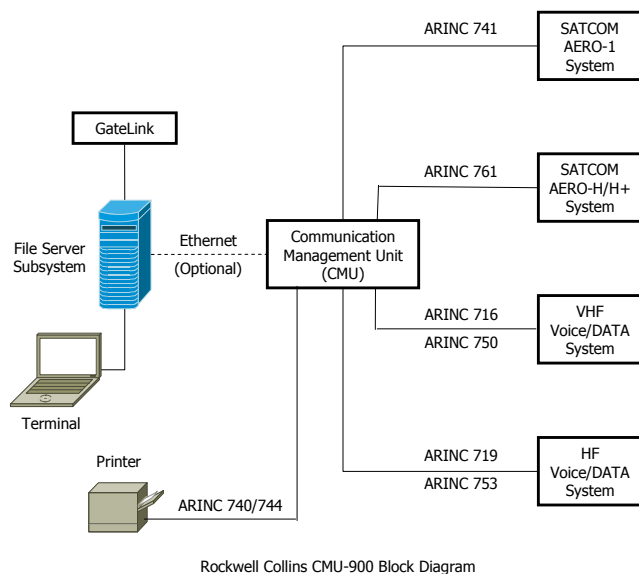 ARINC 741
SATCOM
AERO-1
System
GateLink
ARINC 761
SATCOM
AERO-H/H+
System
File Server
Subsystem
Ethernet
(Optional)
Communication
Management Unit
(CMU)
ARINC 716
ARINC 750
VHF
Voice/DATA
System
Terminal
Printer
ARINC 740/744
ARINC 719
ARINC 753
HF
Voice/DATA
System
Rockwell Collins CMU-900 Block Diagram